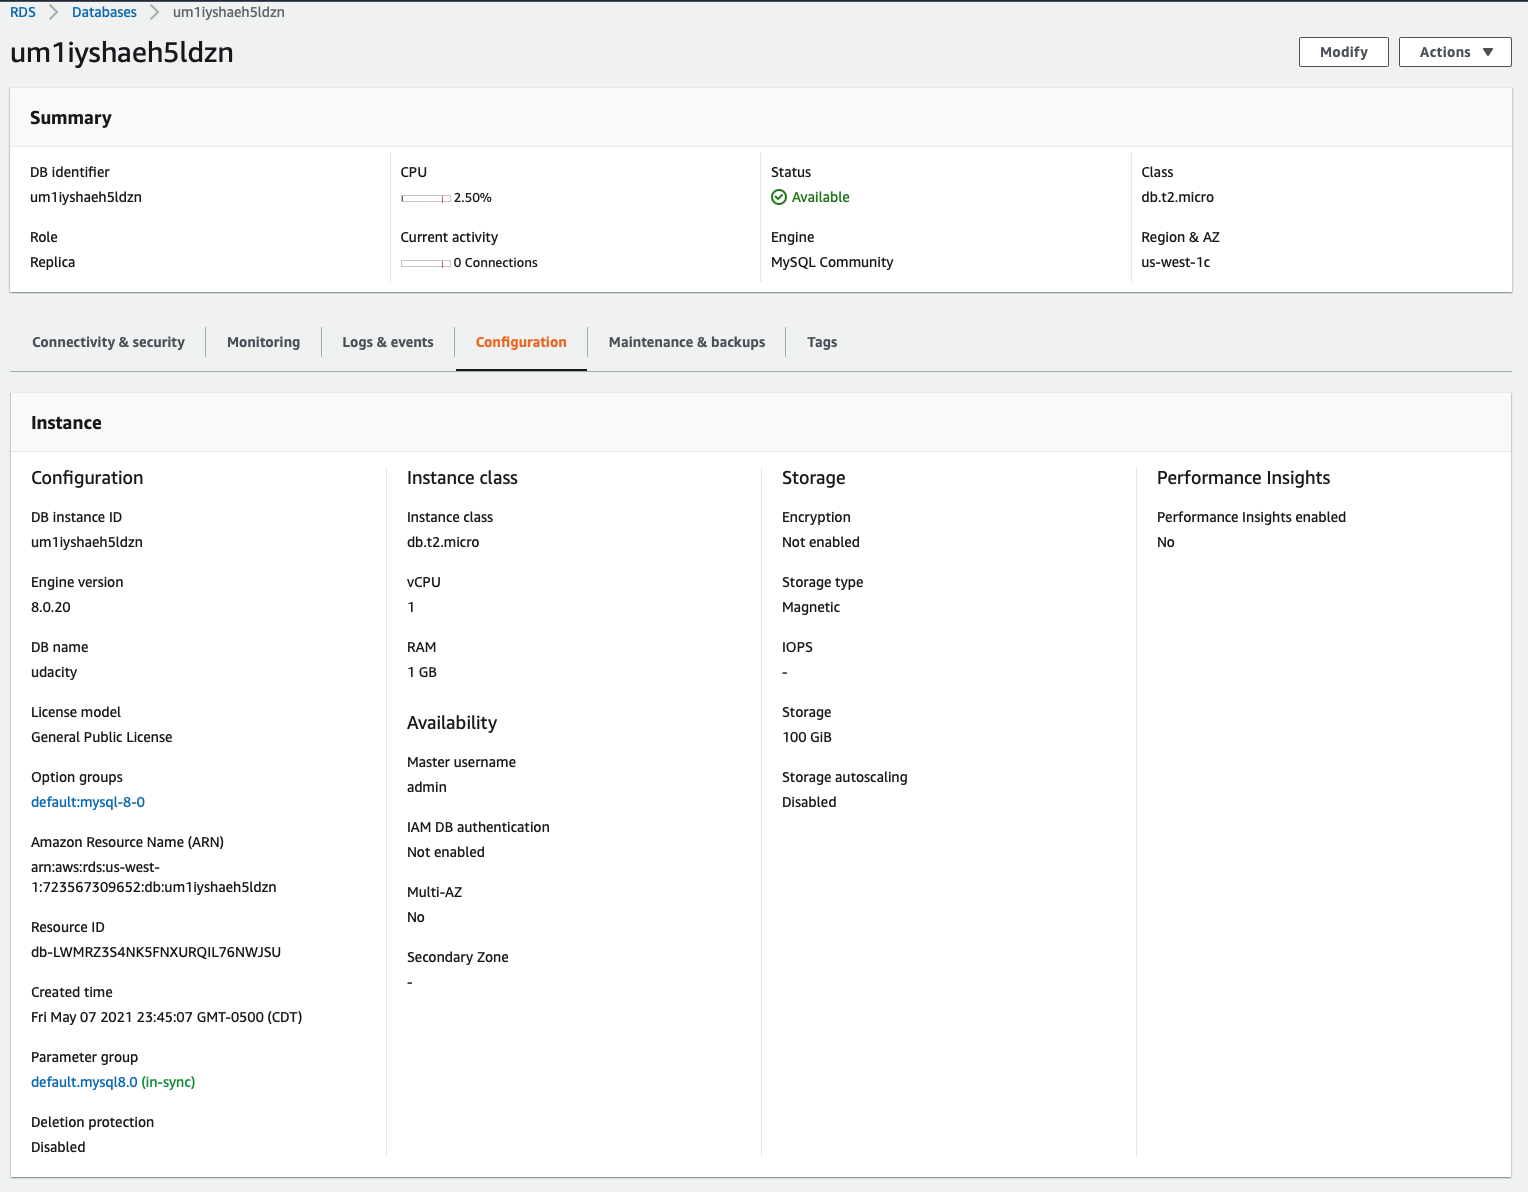 RDS > Databases > um1iyshaeh5ldzn
um1iyshaeh5ldzn
Modify
Actions
Summary
DB identifier
um1iyshaeh5ldzn
Role
Replica
CPU
2.50%
Current activity
0 Connections
Status
Available
Engine
MySQL Community
Class
db.t2.micro
Region & AZ
us-west-1c
Connectivity & security
Monitoring
Logs & events
Configuration
Maintenance & backups
Tags
Instance
Configuration
DB instance ID
um1iyshaeh5ldzn
Engine version
8.0.20
DB name
udacity
License model
General Public License
Option groups
default:mysql-8-0
Amazon Resource Name (ARN)
arn:aws:rds:us-west-
1:723567309652:db:um1iyshaeh5ldzn
Resource ID
db-LWMRZ3S4NK5FNXURQIL76NWJSU
Created time
Fri May 07 2021 23:45:07 GMT-0500 (CDT)
Parameter group
default.mysql8.0 (in-sync)
Deletion protection
Disabled
Instance class
Instance class
db.t2.micro
vCPU
1
RAM
1 GB
Availability
Master username
admin
IAM DB authentication
Not enabled
Multi-AZ
No
Secondary Zone
-
Storage
Encryption
Not enabled
Storage type
Magnetic
IOPS
-
Storage
100 GiB
Storage autoscaling
Disabled
Performance Insights
Performance Insights enabled
No